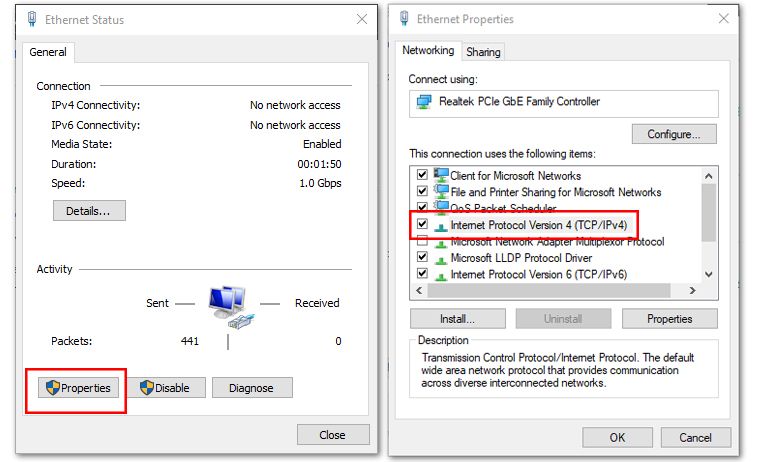 Ethernet Status
General
Connection
IPv4 Connectivity: No network access
IPv6 Connectivity: No network access
Media State: Enabled
Duration: 00:01:50
Speed: 1.0 Gbps
Details...
Activity
Sent Received
Packets: 441 0
Properties Disable Diagnose
Close
Ethernet Properties
Networking Sharing
Connect using:
Realtek PCIe GbE Family Controller
Configure...
This connection uses the following items:
Client for Microsoft Networks
File and Printer Sharing for Microsoft Networks
QoS Packet Scheduler
Internet Protocol Version 4 (TCP/IPv4)
Microsoft Network Adapter Multiplexor Protocol
Microsoft LLDP Protocol Driver
Internet Protocol Version 6 (TCP/IPv6)
Install... Uninstall Properties
Description
Transmission Control Protocol/Internet Protocol. The default
wide area network protocol that provides communication
across diverse interconnected networks.
OK Cancel